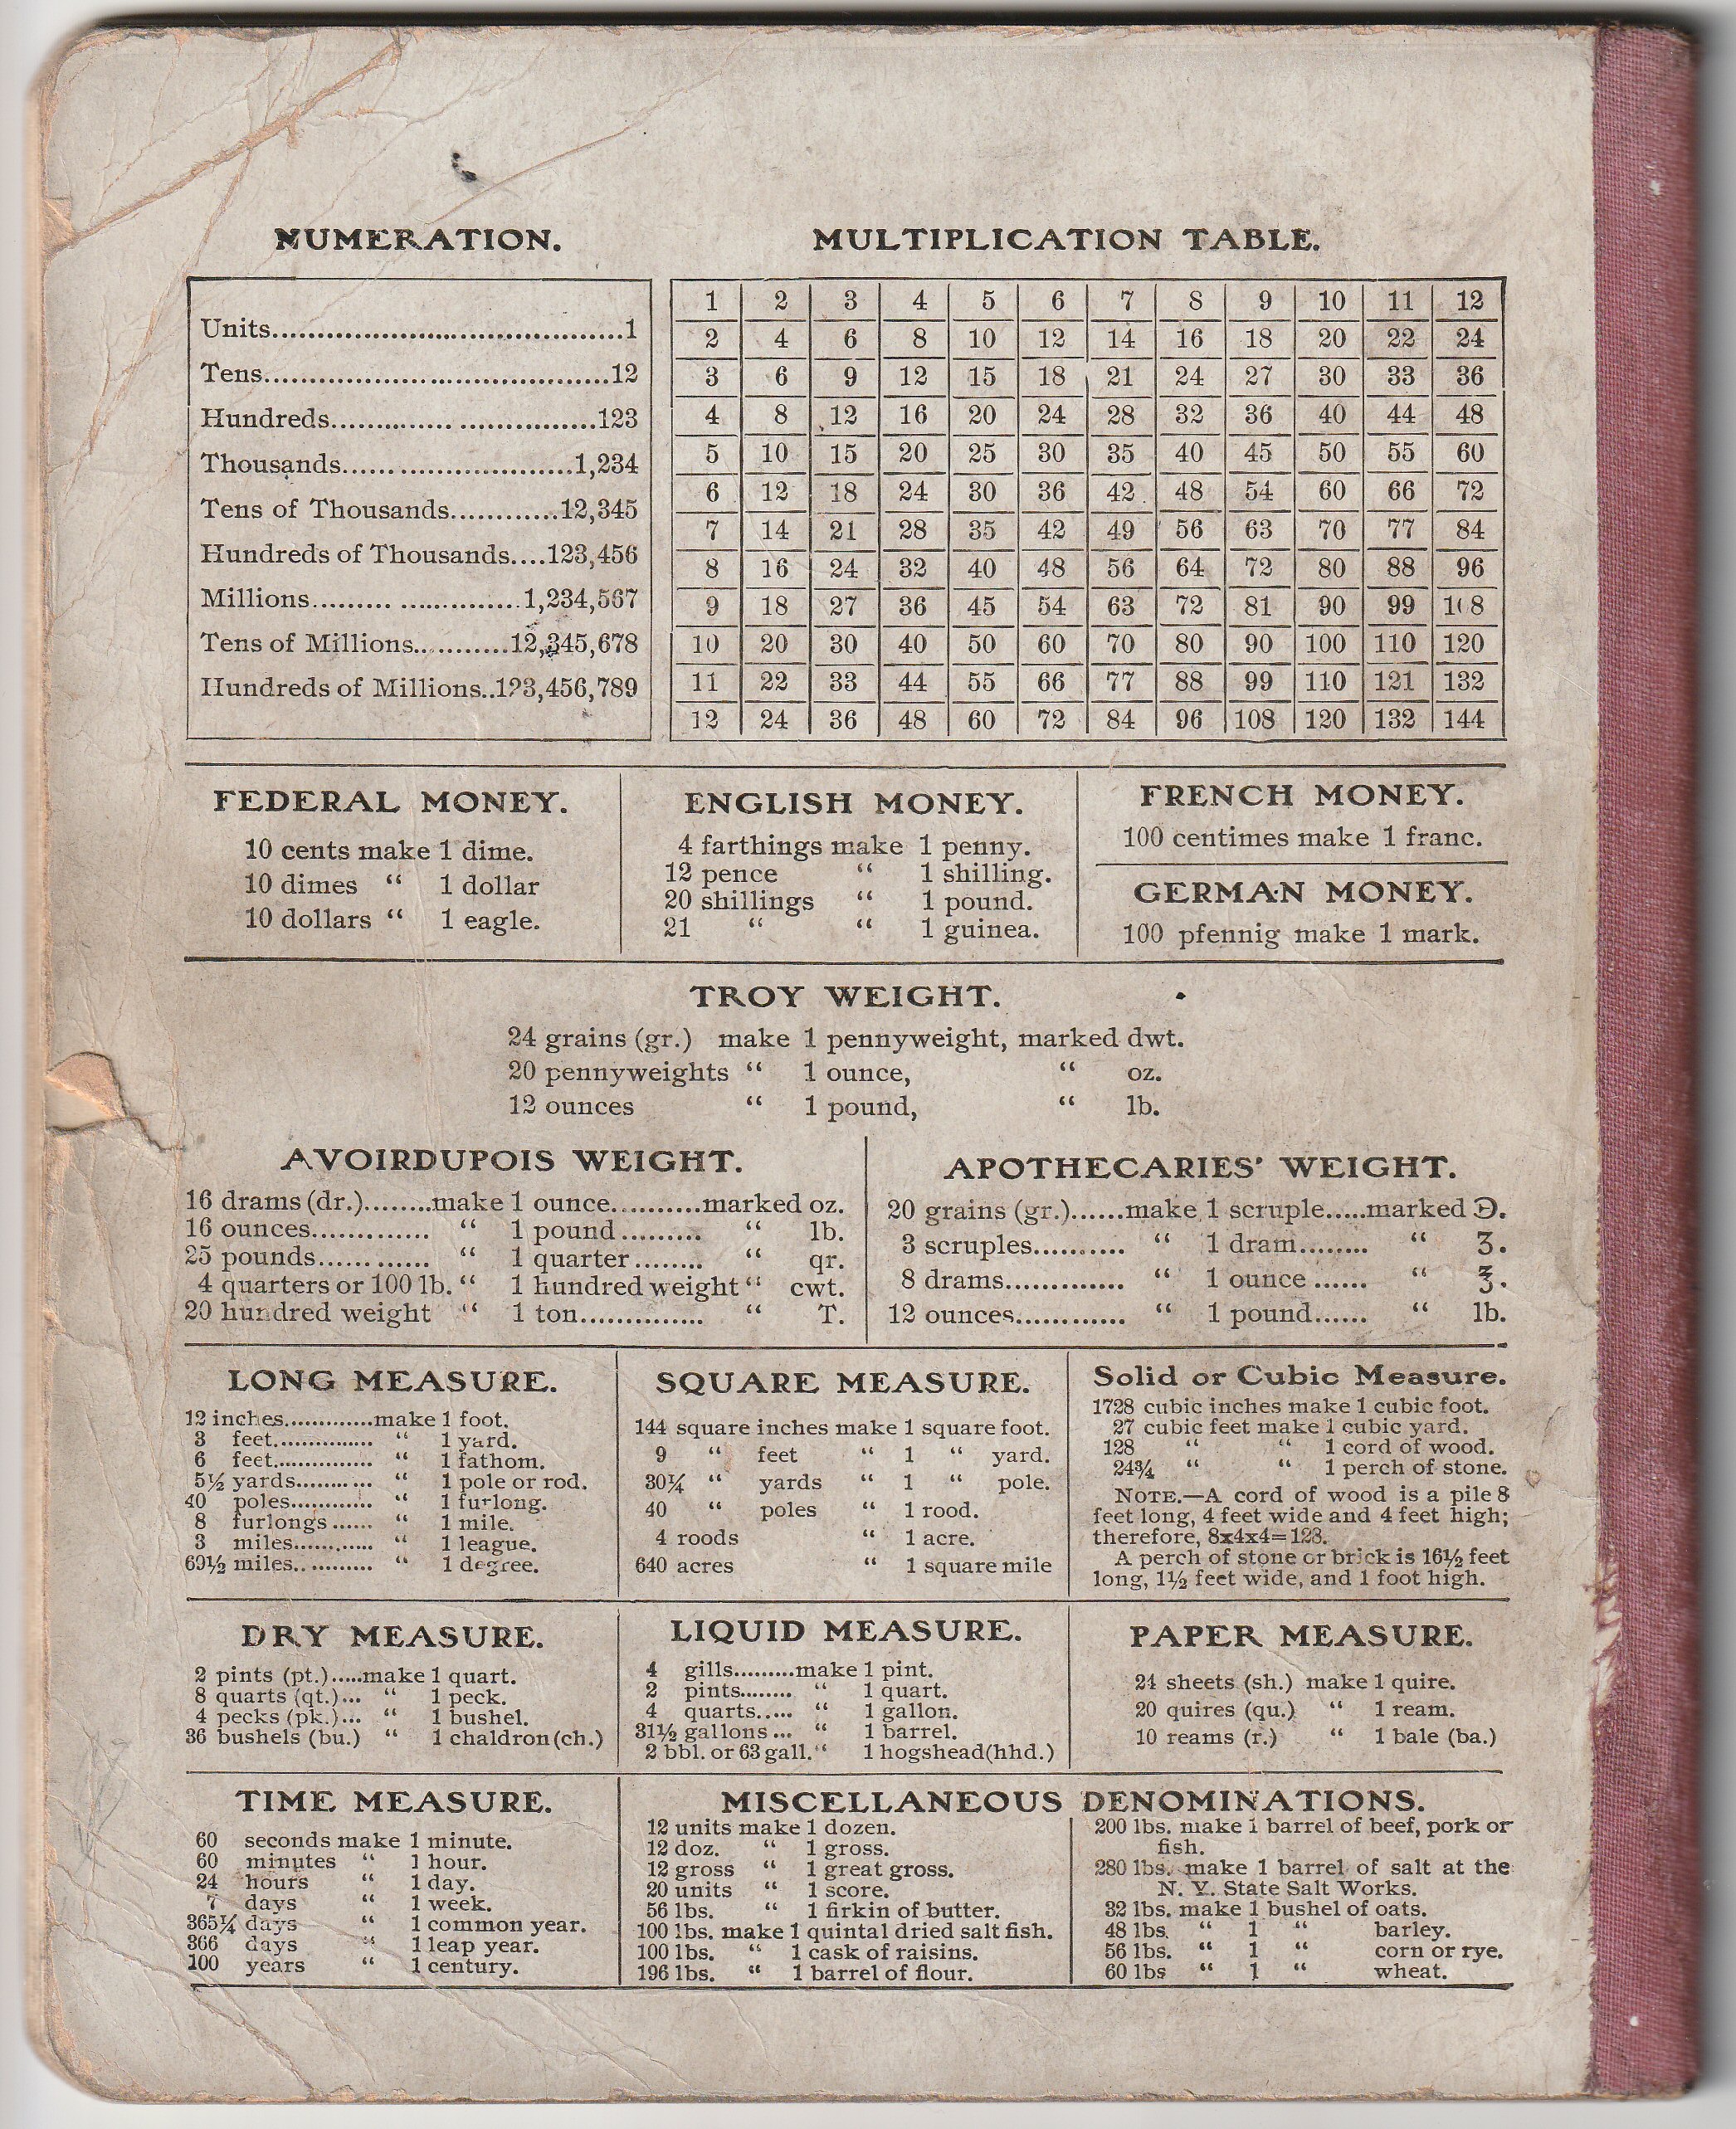 NUMERATION.
Units.............................................1
Tens............................................12
Hundreds.................................123
Thousands..............................1,234
Tens of Thousands............12,345
Hundreds of Thousands....123,456
Millions.......................1,234,567
Tens of Millions............12,345,678
Hundreds of Millions..123,456,789
MULTIPLICATION TABLE.
1 2 3 4 5 6 7 8 9 10 11 12
2 4 6 8 10 12 14 16 18 20 22 24
3 6 9 12 15 18 21 24 27 30 33 36
4 8 12 16 20 24 28 32 36 40 44 48
5 10 15 20 25 30 35 40 45 50 55 60
6 12 18 24 30 36 42 48 54 60 66 72
7 14 21 28 35 42 49 56 63 70 77 84
8 16 24 32 40 48 56 64 72 80 88 96
9 18 27 36 45 54 63 72 81 90 99 108
10 20 30 40 50 60 70 80 90 100 110 120
11 22 33 44 55 66 77 88 99 110 121 132
12 24 36 48 60 72 84 96 108 120 132 144
FEDERAL MONEY.
10 cents make 1 dime.
10 dimes “ 1 dollar
10 dollars “ 1 eagle.
ENGLISH MONEY.
4 farthings make 1 penny.
12 pence “ 1 shilling.
20 shillings “ 1 pound.
21 “ “ 1 guinea.
FRENCH MONEY.
100 centimes make 1 franc.
GERMAN MONEY.
100 pfennig make 1 mark.
TROY WEIGHT.
24 grains (gr.) make 1 pennyweight, marked dwt.
20 pennyweights “ 1 ounce, “ oz.
12 ounces “ 1 pound, “ lb.
AVOIRDUPOIS WEIGHT.
16 drams (dr.)........make 1 ounce...........marked oz.
16 ounces.............. “ 1 pound.......... “ lb.
25 pounds............. “ 1 quarter........ “ qr.
4 quarters or 100 lb. “ 1 hundred weight “ cwt.
20 hundred weight “ 1 ton............... “ T.
APOTHECARIES’ WEIGHT.
20 grains (gr.)......make 1 scruple.....marked ℈.
3 scruples........... “ 1 dram........ “ ʒ.
8 drams............. “ 1 ounce...... “ ℥.
12 ounces............ “ 1 pound...... “ lb.
LONG MEASURE.
12 inches.............make 1 foot.
3 feet............... “ 1 yard.
6 feet............... “ 1 fathom.
5½ yards........... “ 1 pole or rod.
40 poles............ “ 1 furlong.
8 furlongs...... “ 1 mile.
3 miles............ “ 1 league.
69½ miles........... “ 1 degree.
SQUARE MEASURE.
144 square inches make 1 square foot.
9 “ feet “ 1 “ yard.
30¼ “ yards “ 1 “ pole.
40 “ poles “ 1 rood.
4 roods “ 1 acre.
640 acres “ 1 square mile
Solid or Cubic Measure.
1728 cubic inches make 1 cubic foot.
27 cubic feet make 1 cubic yard.
128 “ “ 1 cord of wood.
24¾ “ “ 1 perch of stone.
NOTE.—A cord of wood is a pile 8
feet long, 4 feet wide and 4 feet high;
therefore, 8x4x4=128.
A perch of stone or brick is 16½ feet
long, 1½ feet wide, and 1 foot high.
DRY MEASURE.
2 pints (pt.).....make 1 quart.
8 quarts (qt.)... “ 1 peck.
4 pecks (pk.)... “ 1 bushel.
36 bushels (bu.) “ 1 chaldron (ch.)
LIQUID MEASURE.
4 gills.........make 1 pint.
2 pints........ “ 1 quart.
4 quarts..... “ 1 gallon.
31½ gallons... “ 1 barrel.
2 bbl. or 63 gall. “ 1 hogshead (hhd.)
PAPER MEASURE.
24 sheets (sh.) make 1 quire.
20 quires (qu.) “ 1 ream.
10 reams (r.) “ 1 bale (ba.)
TIME MEASURE.
60 seconds make 1 minute.
60 minutes “ 1 hour.
24 hours “ 1 day.
7 days “ 1 week.
365¼ days “ 1 common year.
366 days “ 1 leap year.
100 years “ 1 century.
MISCELLANEOUS DENOMINATIONS.
12 units make 1 dozen.
12 doz. “ 1 gross.
12 gross “ 1 great gross.
20 units “ 1 score.
56 lbs. “ 1 firkin of butter.
100 lbs. make 1 quintal dried salt fish.
100 lbs. “ 1 cask of raisins.
196 lbs. “ 1 barrel of flour.
200 lbs. make 1 barrel of beef, pork or
fish.
280 lbs. make 1 barrel of salt at the
N. Y. State Salt Works.
32 lbs. make 1 bushel of oats.
48 lbs. “ 1 “ barley.
56 lbs. “ 1 “ corn or rye.
60 lbs “ 1 “ wheat.